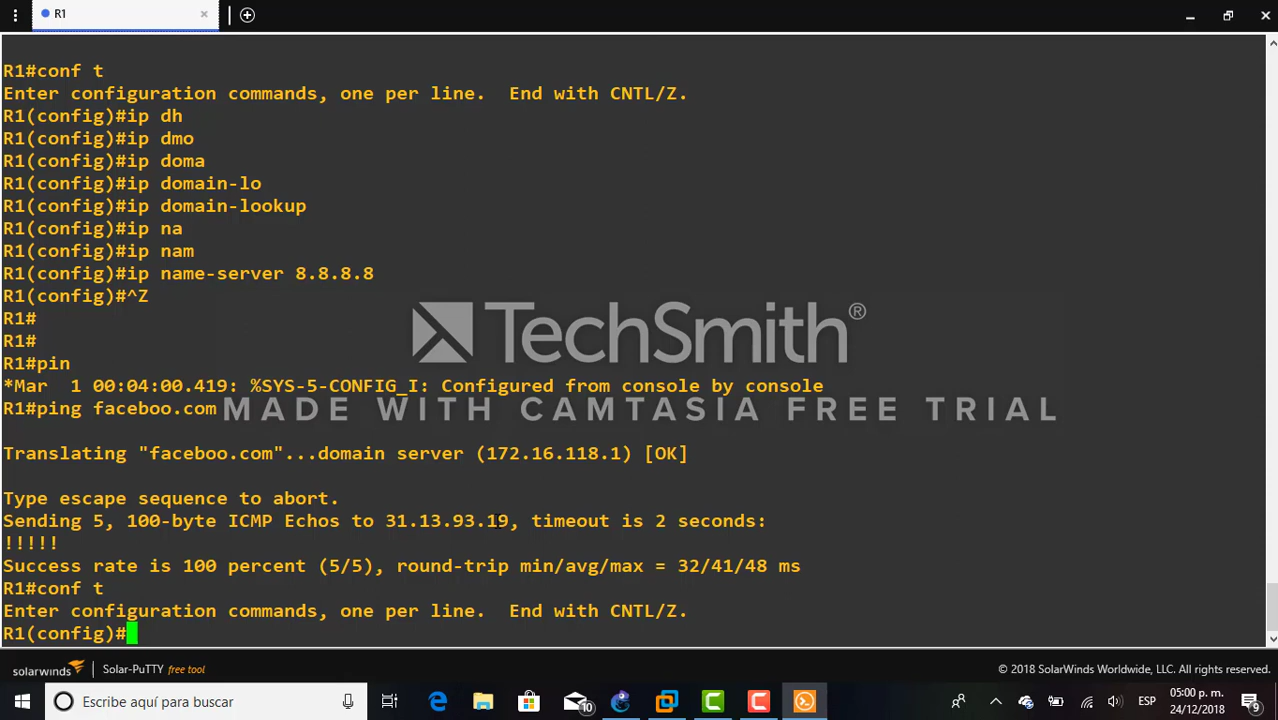 R1
R1#conf t
Enter configuration commands, one per line.  End with CNTL/Z.
R1(config)#ip dh
R1(config)#ip dmo
R1(config)#ip doma
R1(config)#ip domain-lo
R1(config)#ip domain-lookup
R1(config)#ip na
R1(config)#ip nam
R1(config)#ip name-server 8.8.8.8
R1(config)#^Z
R1#
R1#
R1#pin
*Mar  1 00:04:00.419: %SYS-5-CONFIG_I: Configured from console by console
R1#ping faceboo.com
TechSmith®
MADE WITH CAMTASIA FREE TRIAL
Translating "faceboo.com"...domain server (172.16.118.1) [OK]
Type escape sequence to abort.
Sending 5, 100-byte ICMP Echos to 31.13.93.19, timeout is 2 seconds:
!!!!!
Success rate is 100 percent (5/5), round-trip min/avg/max = 32/41/48 ms
R1#conf t
Enter configuration commands, one per line.  End with CNTL/Z.
R1(config)#
solarwinds Solar-PuTTY free tool © 2018 SolarWinds Worldwide, LLC. All rights reserved.
Escribe aquí para buscar 10 ESP 05:00 p. m. 9
24/12/2018